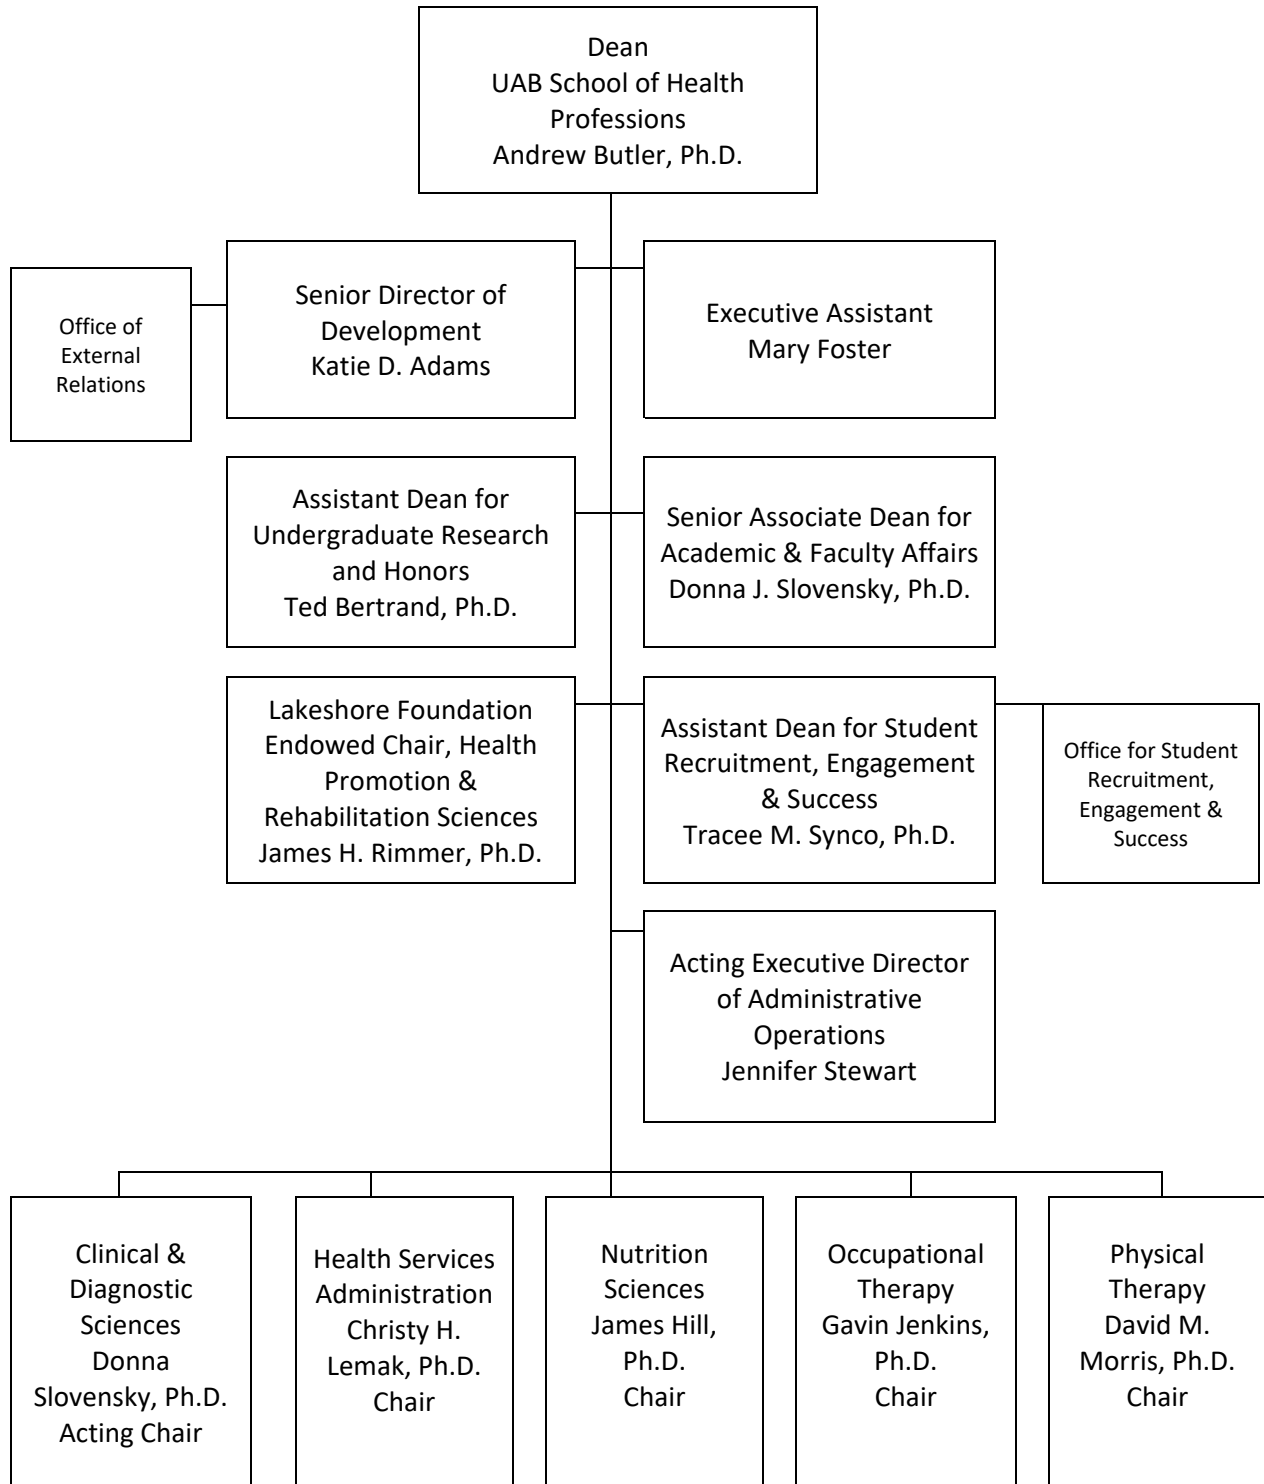 Dean
UAB School of Health
Professions
Andrew Butler, Ph.D.
Office of
External
Relations
Senior Director of
Development
Katie D. Adams
Executive Assistant
Mary Foster
Assistant Dean for
Undergraduate Research
and Honors
Ted Bertrand, Ph.D.
Senior Associate Dean for
Academic & Faculty Affairs
Donna J. Slovensky, Ph.D.
Lakeshore Foundation
Endowed Chair, Health
Promotion &
Rehabilitation Sciences
James H. Rimmer, Ph.D.
Assistant Dean for Student
Recruitment, Engagement
& Success
Tracee M. Synco, Ph.D.
Office for Student
Recruitment,
Engagement &
Success
Acting Executive Director
of Administrative
Operations
Jennifer Stewart
Clinical &
Diagnostic
Sciences
Donna
Slovensky, Ph.D.
Acting Chair
Health Services
Administration
Christy H.
Lemak, Ph.D.
Chair
Nutrition
Sciences
James Hill,
Ph.D.
Chair
Occupational
Therapy
Gavin Jenkins,
Ph.D.
Chair
Physical
Therapy
David M.
Morris, Ph.D.
Chair